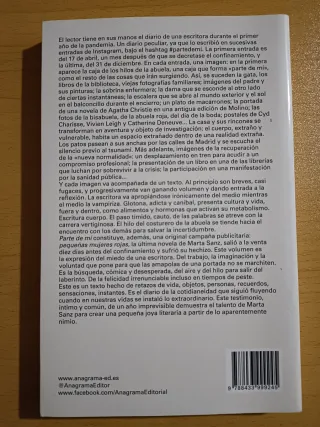 El lector tiene en sus manos el diario de una escritora durante el primer
año de la pandemia. Un diario peculiar, ya que lo escribió en sucesivas
entradas de Instagram, bajo el hashtag #partedemí. La primera entrada es
del 17 de abril, un mes después de que se decretase el confinamiento, y la
última, del 31 de diciembre. En cada entrada, una imagen: en la primera
aparece la caja de los hilos de la abuela, una caja que forma «parte de mí»,
como el resto de las cosas que irán surgiendo. Así, se suceden la gata, los
libros de la biblioteca, viejas fotografías familiares; imágenes del padre y
sus pinturas; la sobrina enfermera; la dama que se esconde al otro lado
de ciertas instantáneas; la escalera que se abre al mundo exterior y el sol
en el balconcito durante el encierro; un plato de macarrones; la portada
de una novela de Agatha Christie en una antigua edición de Molino; las
fotos de la bisabuela, de la abuela roja, del día de la boda; postales de Cyd
Charisse, Vivien Leigh y Catherine Deneuve... La casa y sus rincones se
transforman en aventura y objeto de investigación: el cuerpo, extraño y
vulnerable, habita un espacio extrañado dentro de una realidad extraña.
Los patos pasean a sus anchas por las calles de Madrid y se escucha el
silencio previo al tsunami. Más adelante, imágenes de la recuperación
de la «nueva normalidad»: un desplazamiento en tren para acudir a un
compromiso profesional; la presentación de un libro en una de las librerías
que luchan por sobrevivir a la crisis; la participación en una manifestación
por la sanidad pública...
Y cada imagen va acompañada de un texto. Al principio son breves, casi
fugaces, y progresivamente van ganando volumen y dando entrada a la
reflexión. La escritura va apropiándose irónicamente del medio mientras
el medio la vampiriza. Glotona, adicta y caníbal, presenta cultura y vida,
fuera y dentro, como alimentos y hormonas que activan su metabolismo.
Escritura cuerpo. El paso tímido, cauto, de las palabras se atreve con la
carrera vertiginosa. El hilo del costurero de la abuela se tiende hacia el
encuentro con los demás para salvar la incertidumbre.
Parte de mí constituye, además, una original campaña publicitaria:
pequeñas mujeres rojas, la última novela de Marta Sanz, salió a la venta
diez días antes del confinamiento y sufrió su hechizo. Este volumen es
la expresión del miedo de una escritora. Del trabajo, la imaginación y la
voluntad que pone para que las amapolas de una portada no se marchiten.
Es la búsqueda, cómica y desesperada, del aire y del hilo para salir del
laberinto. De la felicidad irrenunciable incluso en tiempos de peste.
Este es un texto hecho de retazos de vida, objetos, personas, recuerdos,
sensaciones, instantes. Es el diario de la cotidianeidad que siguió fluyendo
cuando en nuestras vidas se instaló lo extraordinario. Este testimonio,
íntimo y común, de un año imprevisible demuestra el talento de Marta
Sanz para crear una pequeña joya literaria a partir de lo aparentemente
nimio.
www.anagrama-ed.es
@AnagramaEditor
www.facebook.com/AnagramaEditorial
9 788433 999245